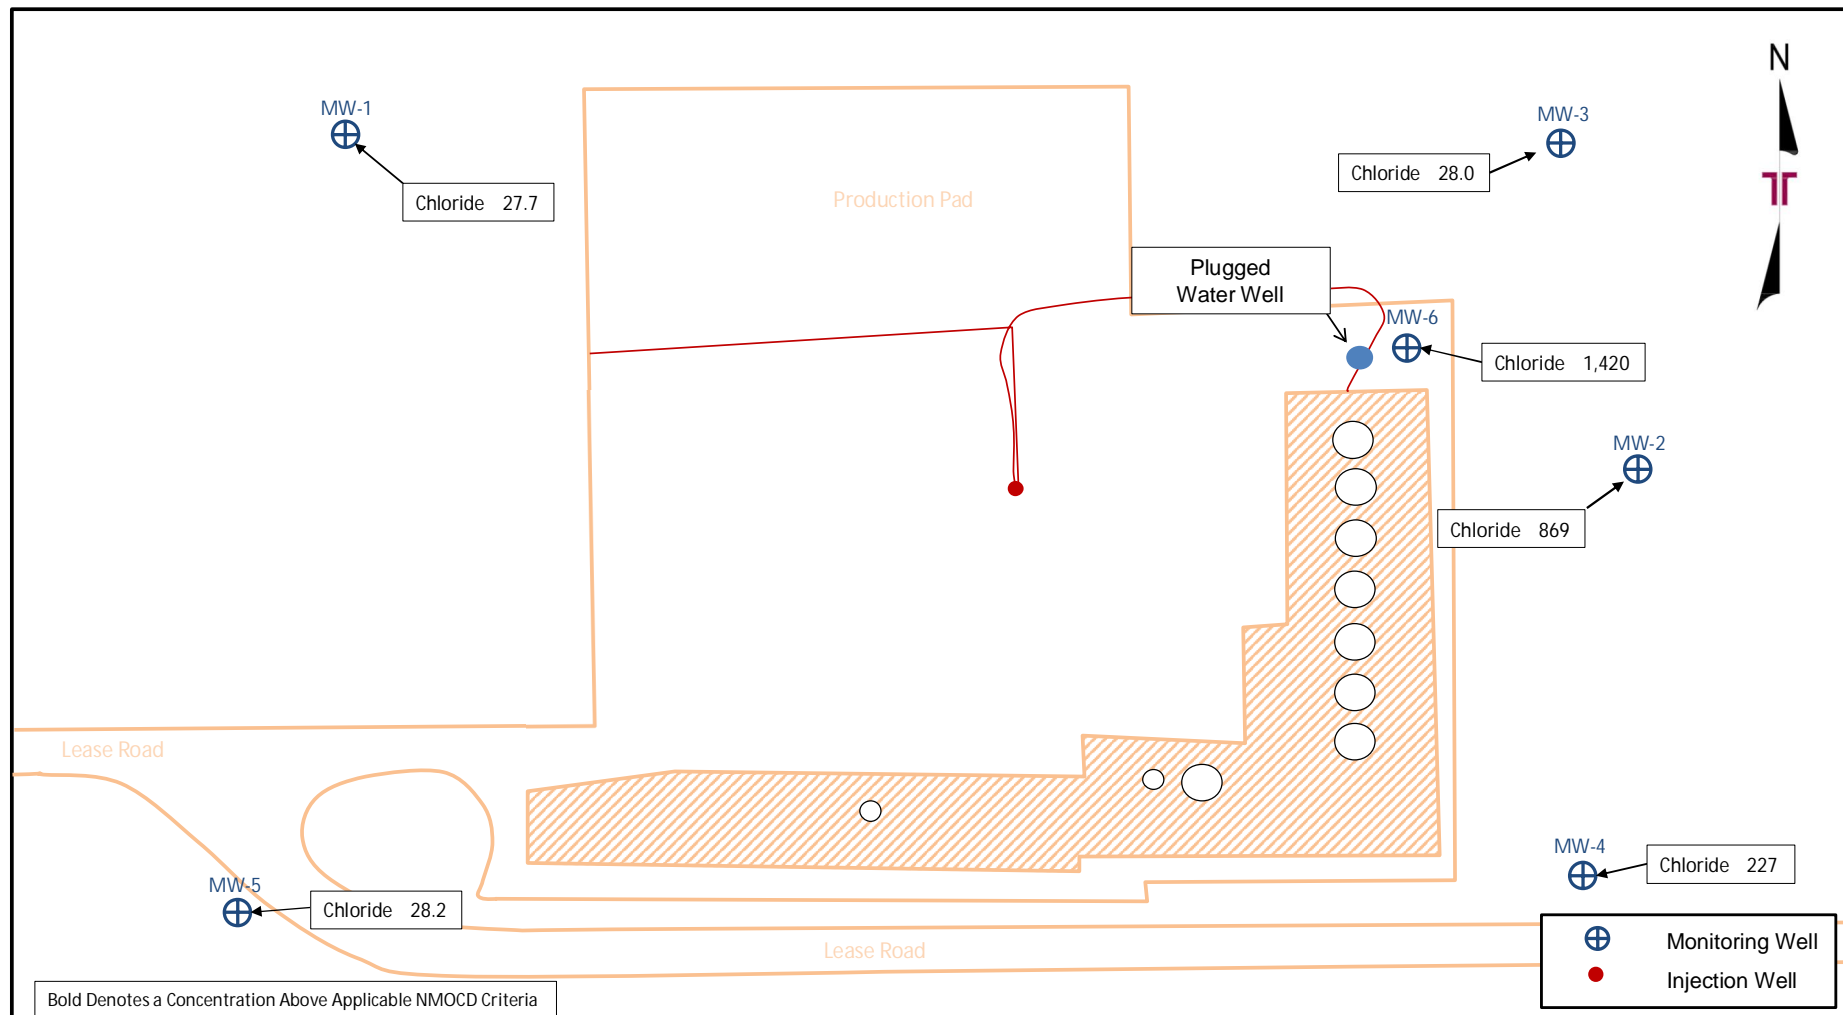 N
MW-1
MW-3
Chloride 28.0
Chloride 27.7
Production Pad
Plugged
Water Well
MW-6
Chloride 1,420
MW-2
Chloride 869
Lease Road
MW-4
Chloride 227
MW-5
Chloride 28.2
Lease Road
Monitoring Well
Injection Well
Bold Denotes a Concentration Above Applicable NMOCD Criteria